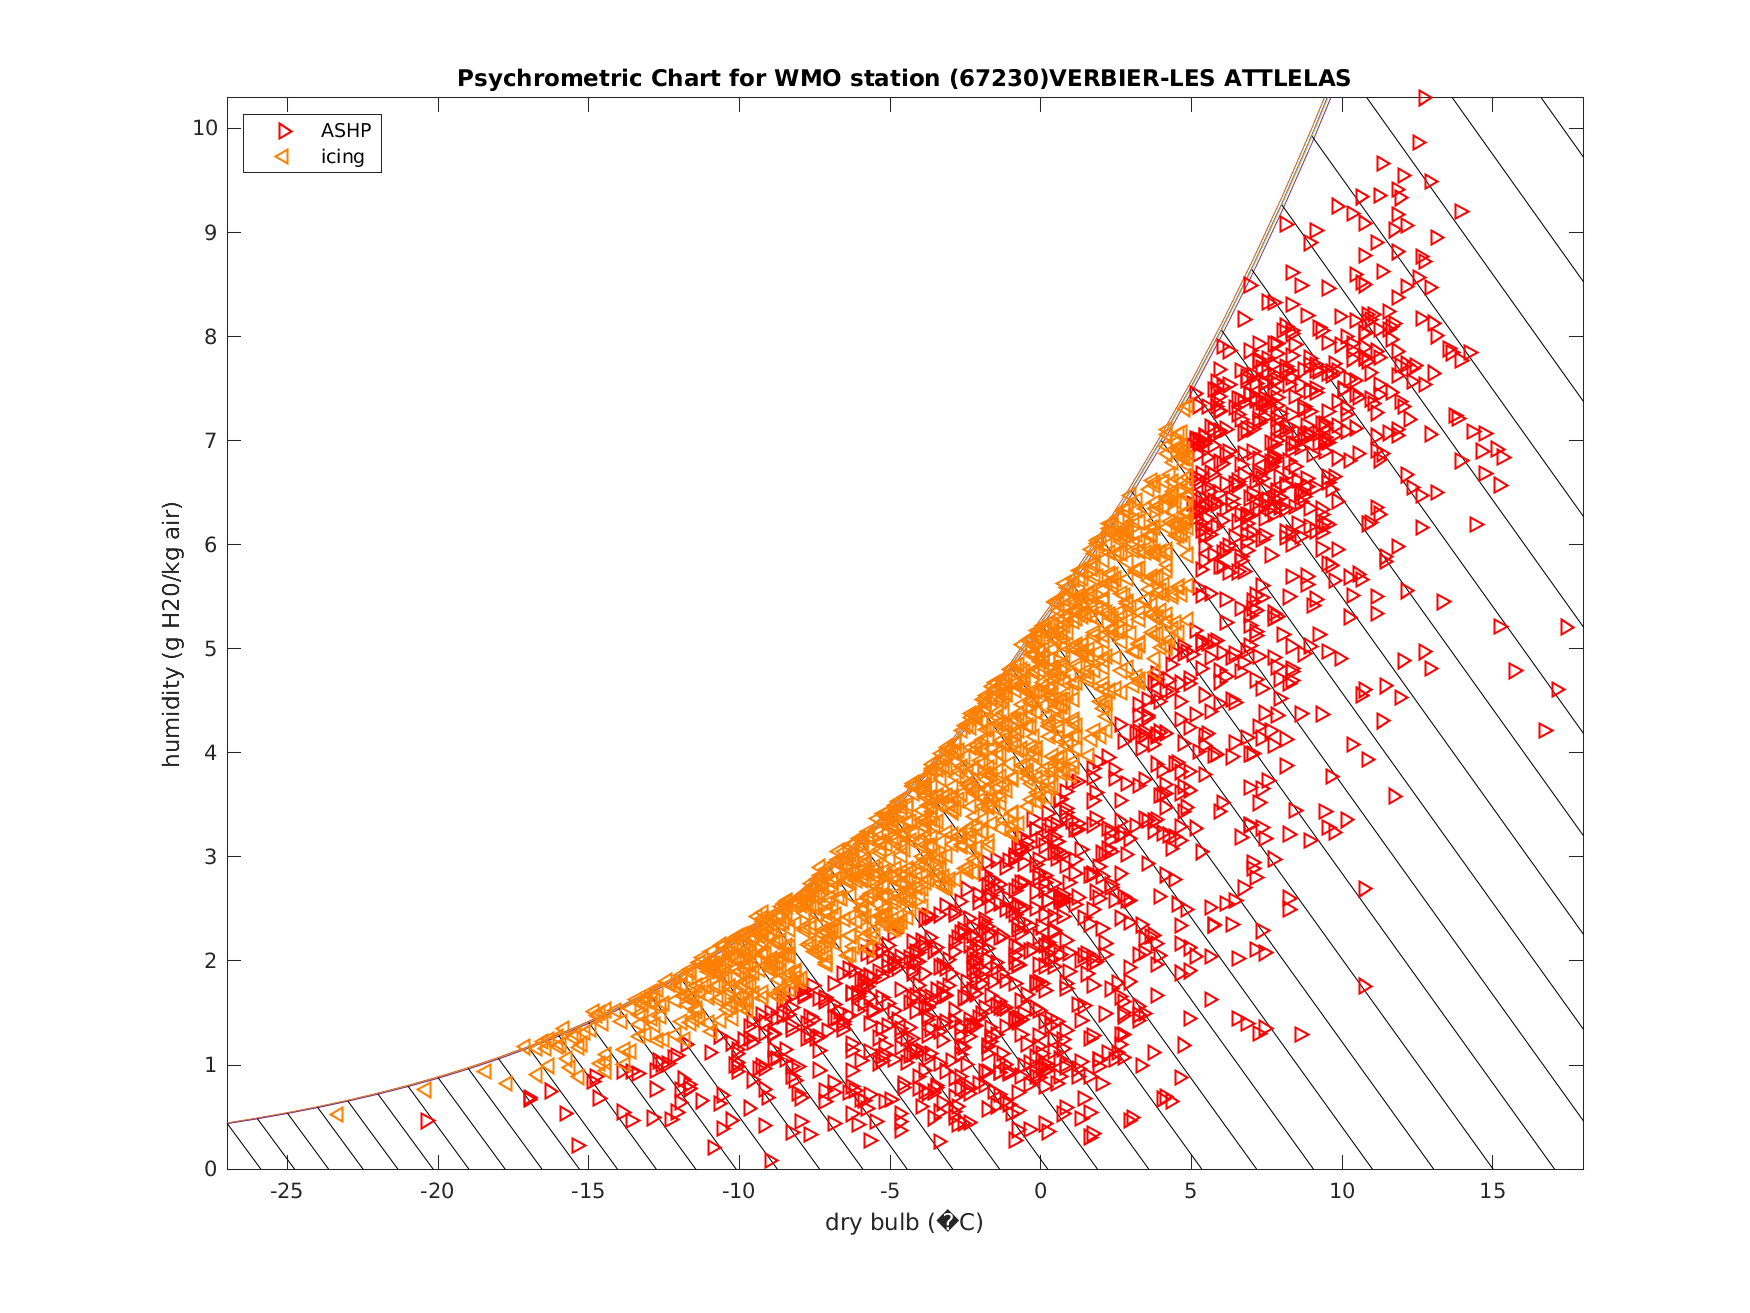 Psychrometric Chart for WMO station (67230)VERBIER-LES ATTLELAS
ASHP
icing
humidity (g H20/kg air)
10
9
8
7
6
5
4
3
2
1
0
-25 -20 -15 -10 -5 0 5 10 15
dry bulb (�C)